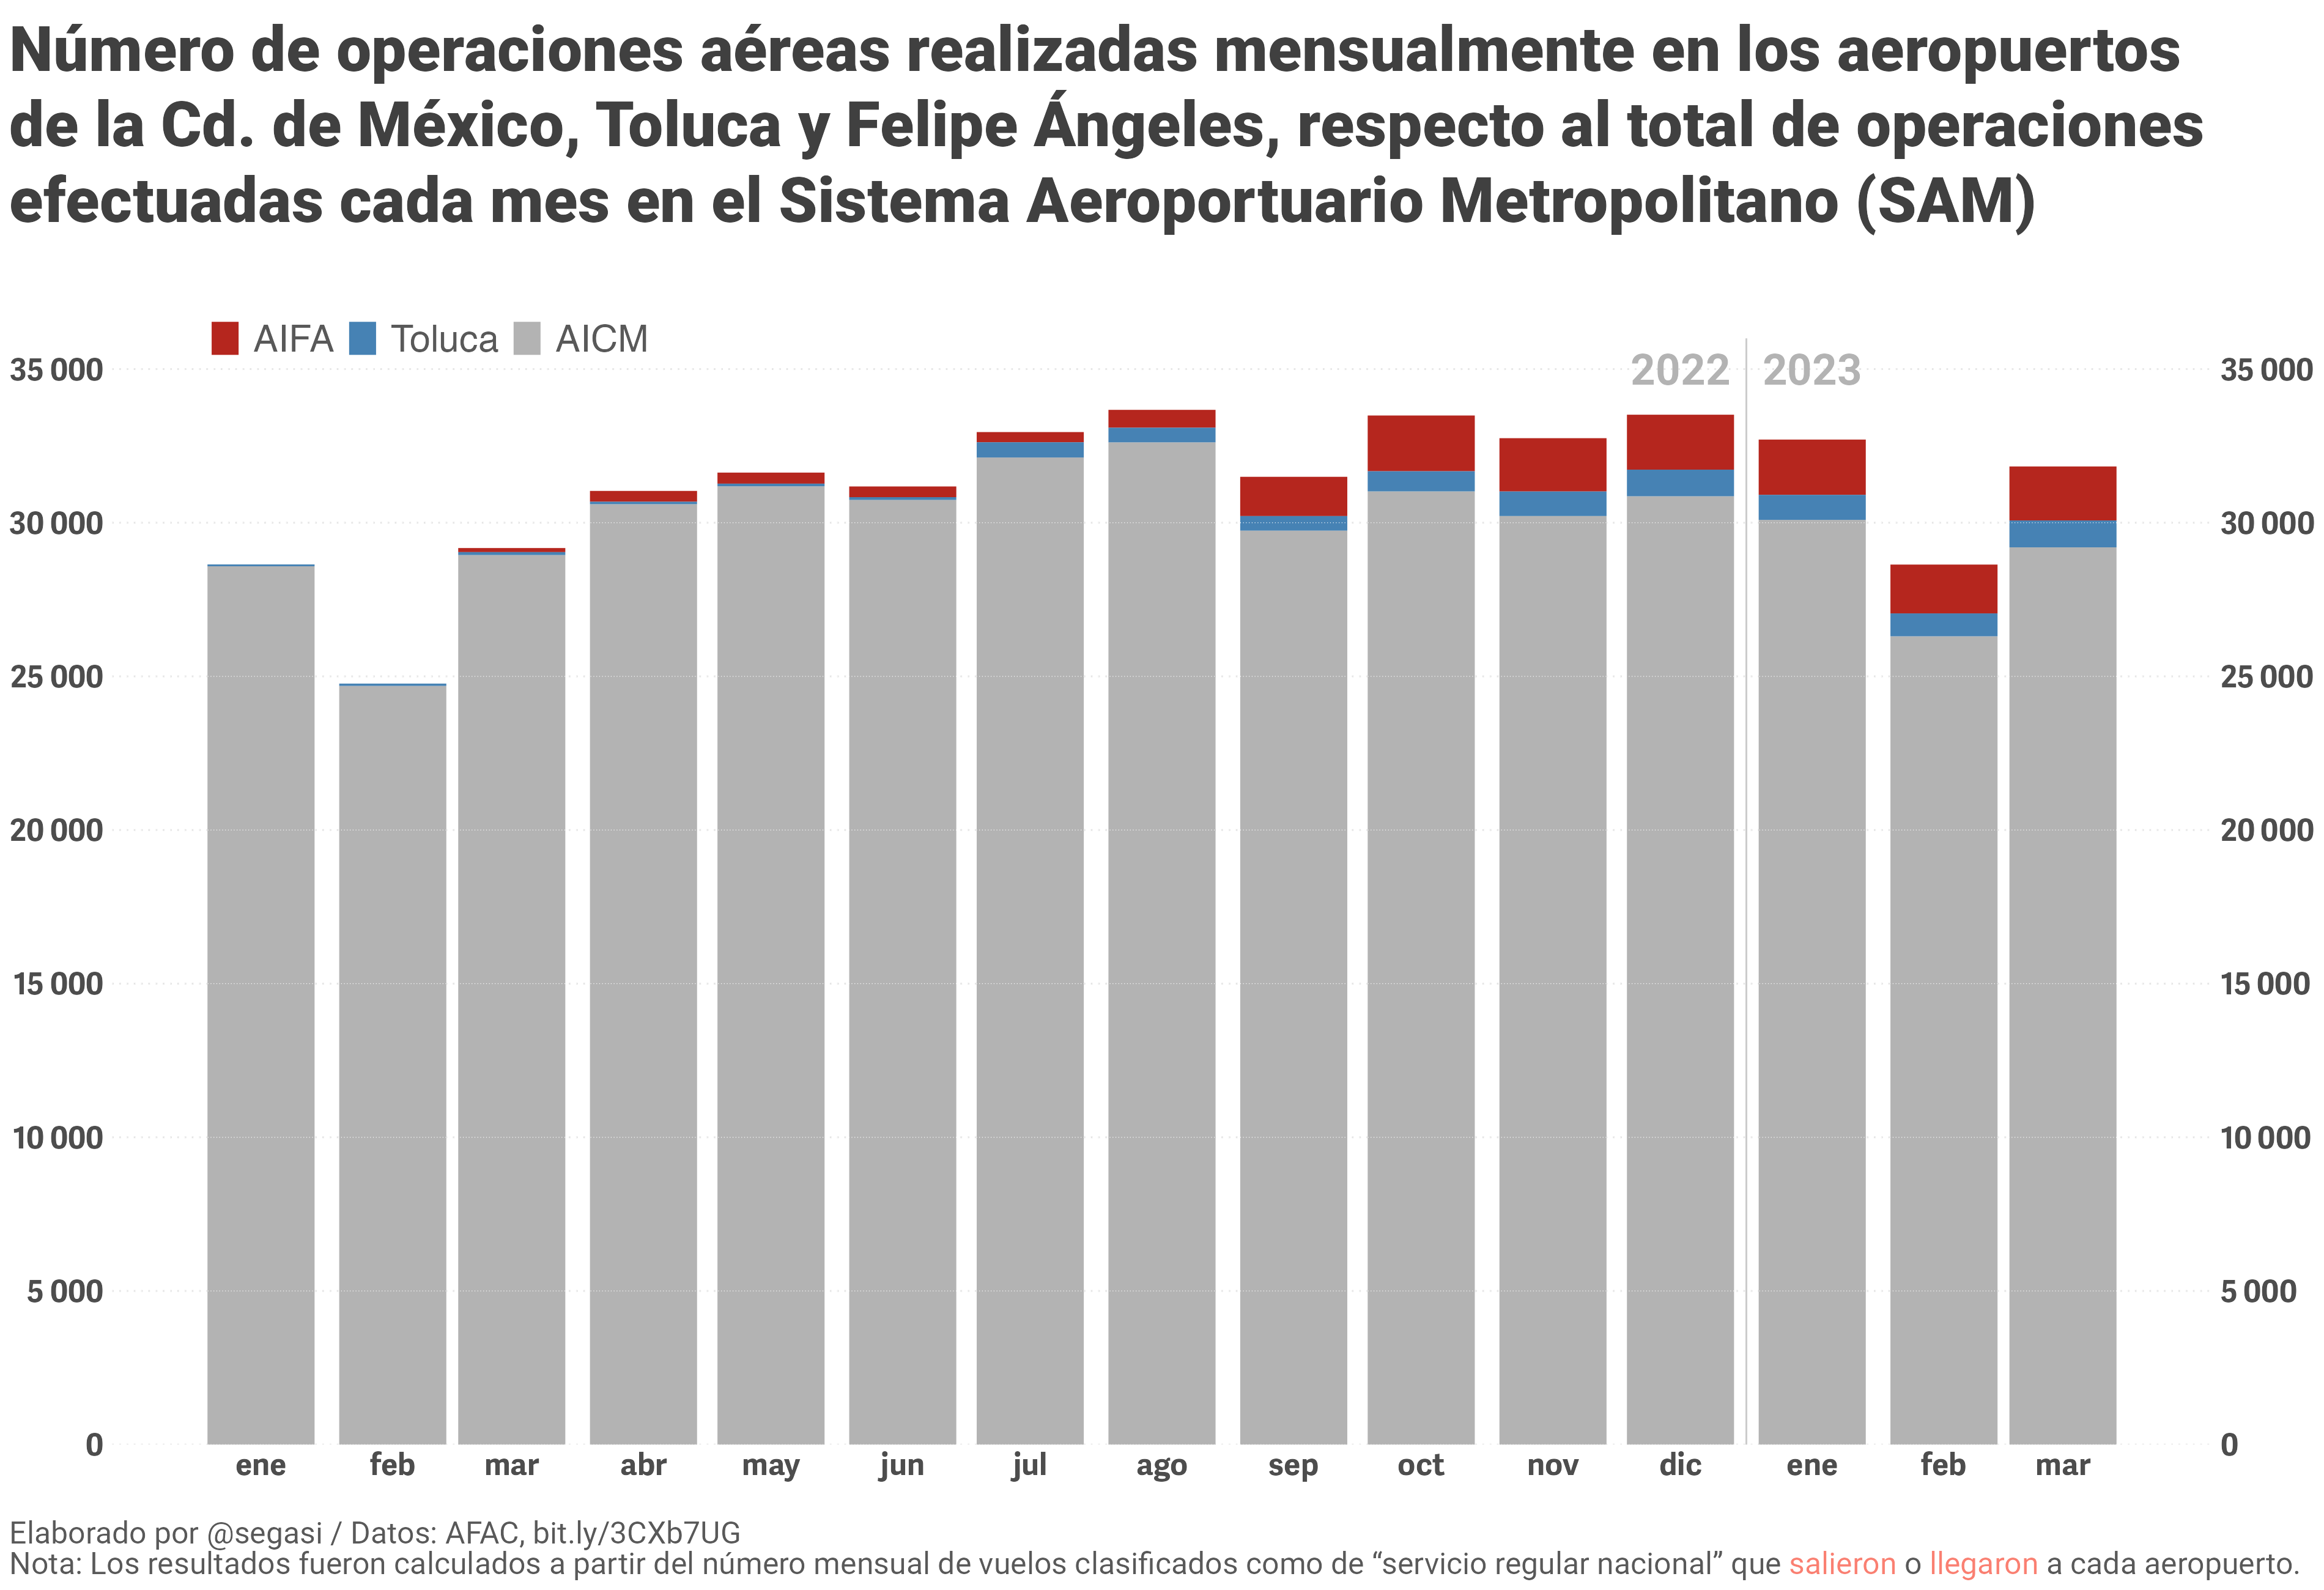 Número de operaciones aéreas realizadas mensualmente en los aeropuertos
de la Cd. de México, Toluca y Felipe Ángeles, respecto al total de operaciones
efectuadas cada mes en el Sistema Aeroportuario Metropolitano (SAM)
AIFA Toluca AICM
2022 2023
35 000 35 000
30 000 30 000
25 000 25 000
20 000 20 000
15 000 15 000
10 000 10 000
5 000 5 000
0 0
ene feb mar abr may jun jul ago sep oct nov dic ene feb mar
Elaborado por @segasi / Datos: AFAC, bit.ly/3CXb7UG
Nota: Los resultados fueron calculados a partir del número mensual de vuelos clasificados como de “servicio regular nacional” que salieron o llegaron a cada aeropuerto.